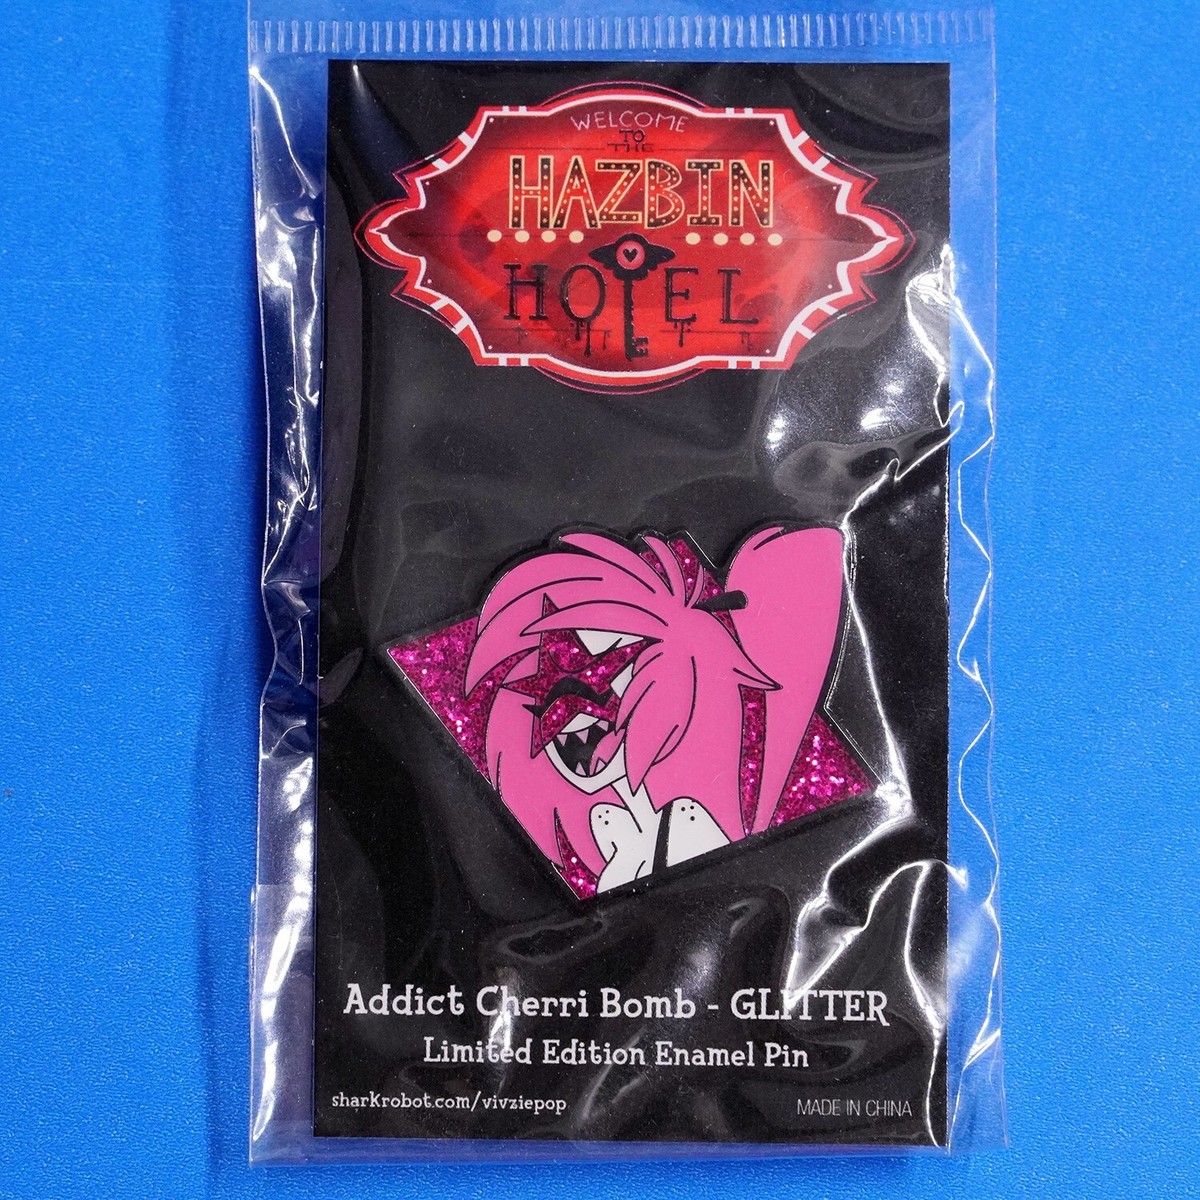 WELCOME
TO
THE
HAZBIN
HOTEL
Addict Cherri Bomb - GLITTER
Limited Edition Enamel Pin
sharkrobot.com/vivziepop
MADE IN CHINA